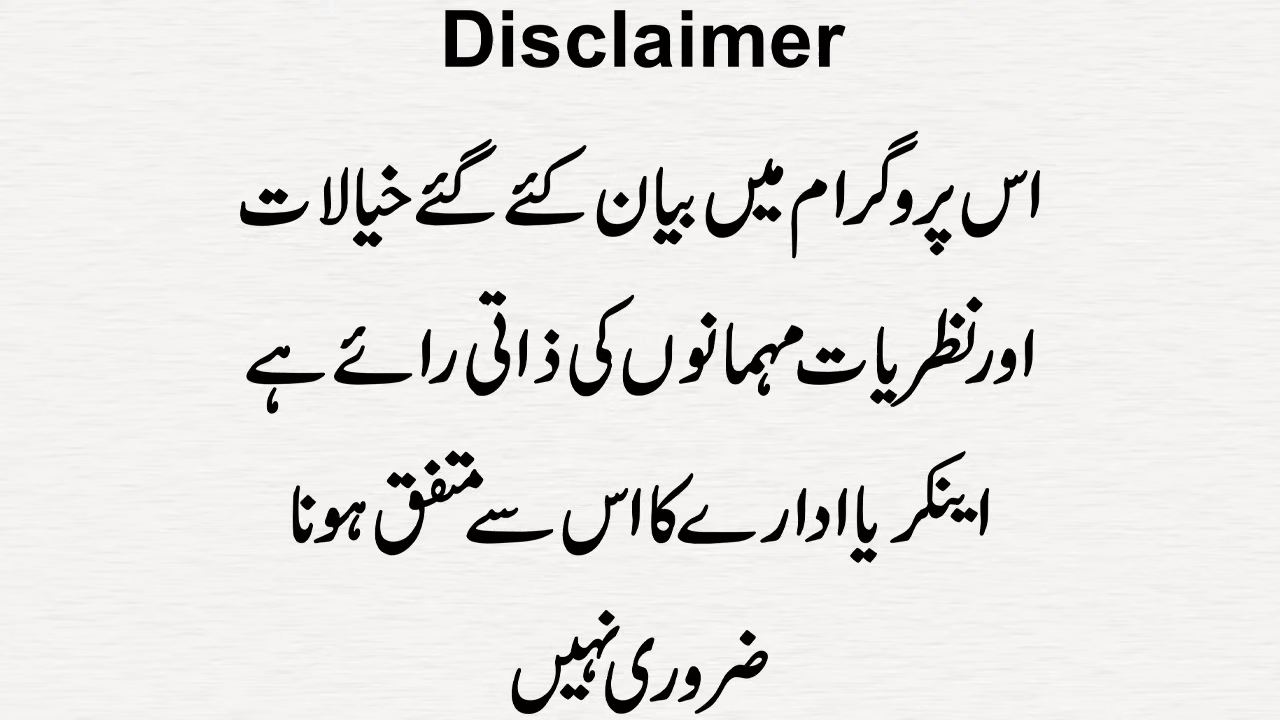 Disclaimer
اس پروگرام میں بیان کئے گئے خیالات
اور نظریات مہمانوں کی ذاتی رائے ہے
اینکر یا ادارے کا اس سے متفق ہونا
ضروری نہیں